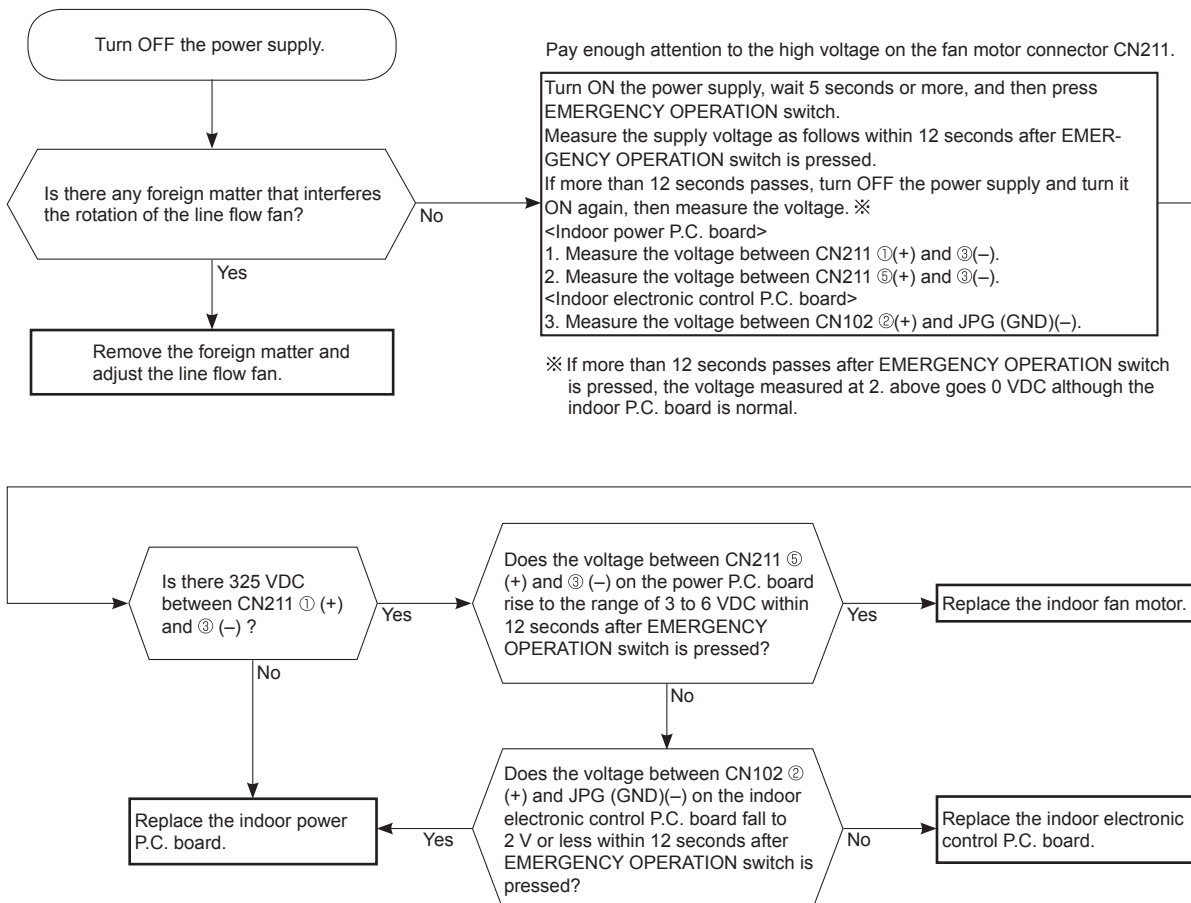 Turn OFF the power supply.
Is there any foreign matter that interferes
the rotation of the line flow fan?
No
Yes
Remove the foreign matter and
adjust the line flow fan.
Pay enough attention to the high voltage on the fan motor connector CN211.
Turn ON the power supply, wait 5 seconds or more, and then press
EMERGENCY OPERATION switch.
Measure the supply voltage as follows within 12 seconds after EMER-
GENCY OPERATION switch is pressed.
If more than 12 seconds passes, turn OFF the power supply and turn it
ON again, then measure the voltage. ※
<Indoor power P.C. board>
1. Measure the voltage between CN211 ①(+) and ③(–).
2. Measure the voltage between CN211 ⑤(+) and ③(–).
<Indoor electronic control P.C. board>
3. Measure the voltage between CN102 ②(+) and JPG (GND)(–).
※ If more than 12 seconds passes after EMERGENCY OPERATION switch
is pressed, the voltage measured at 2. above goes 0 VDC although the
indoor P.C. board is normal.
Is there 325 VDC
between CN211 ① (+)
and ③ (–) ?
Yes
No
Does the voltage between CN211 ⑤
(+) and ③ (–) on the power P.C. board
rise to the range of 3 to 6 VDC within
12 seconds after EMERGENCY
OPERATION switch is pressed?
Yes
No
Replace the indoor fan motor.
Replace the indoor power
P.C. board.
Yes
Does the voltage between CN102 ②
(+) and JPG (GND)(–) on the indoor
electronic control P.C. board fall to
2 V or less within 12 seconds after
EMERGENCY OPERATION switch is
pressed?
No
Replace the indoor electronic
control P.C. board.